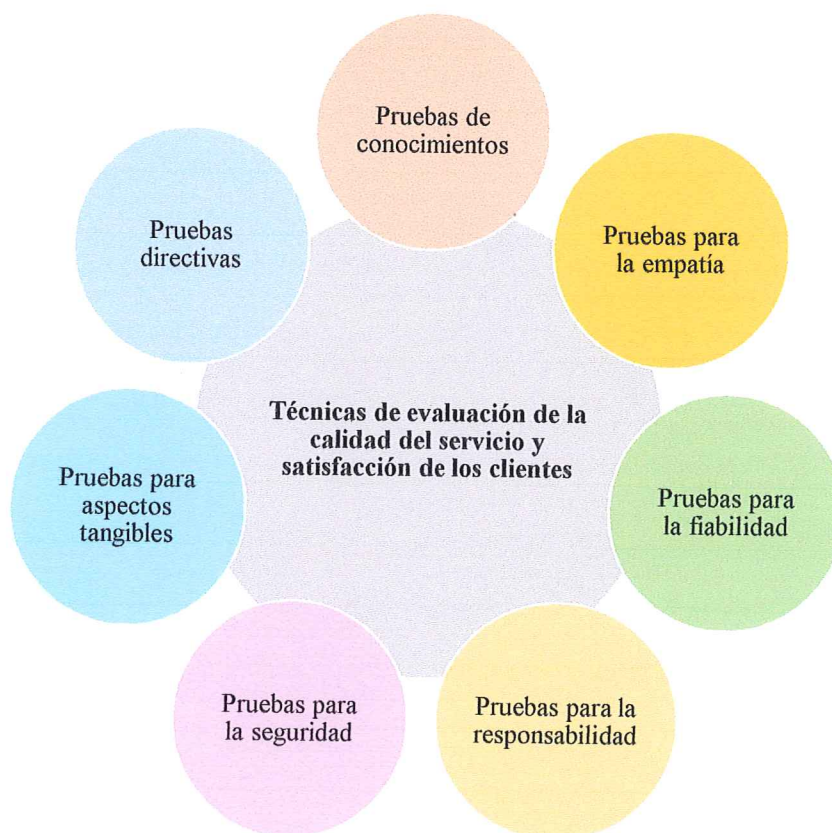 Pruebas de
conocimientos
Pruebas para
la empatía
Pruebas para
la fiabilidad
Pruebas para la
responsabilidad
Pruebas para
la seguridad
Pruebas para
aspectos
tangibles
Pruebas
directivas
Técnicas de evaluación de la
calidad del servicio y
satisfacción de los clientes